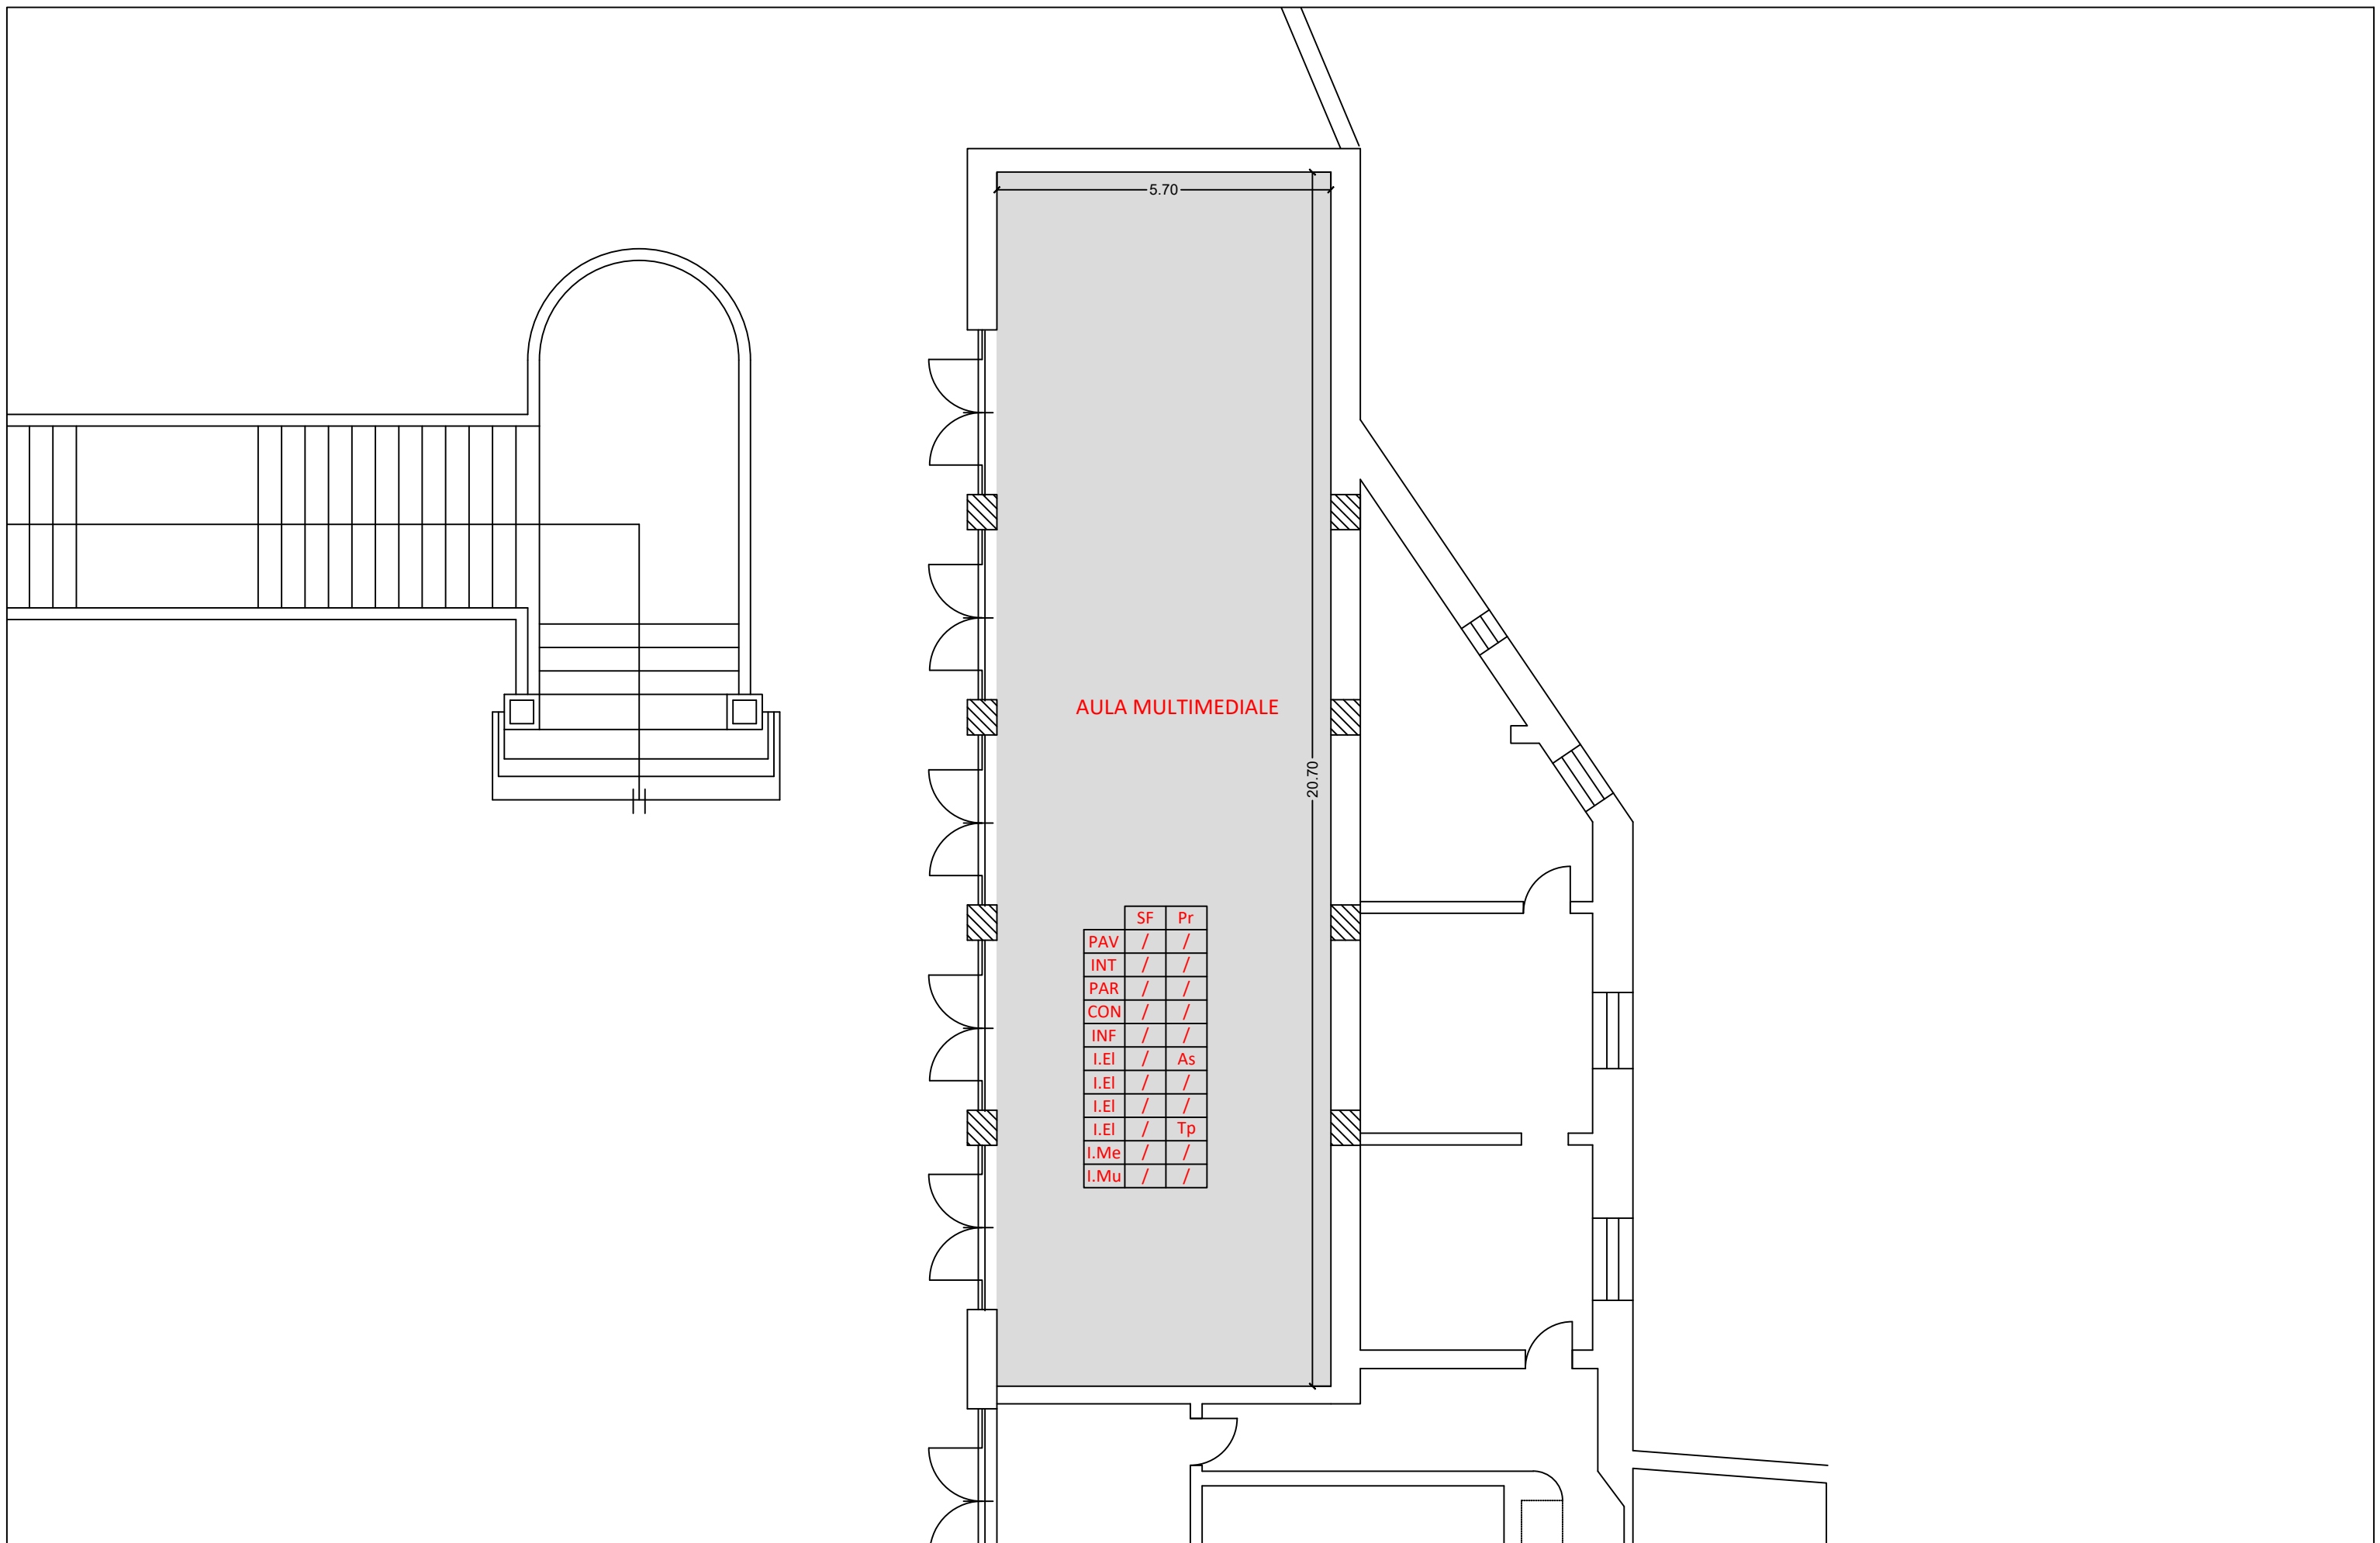 5.70
AULA MULTIMEDIALE
20.70
SF Pr
PAV / /
INT / /
PAR / /
CON / /
INF / /
I.El / As
I.El / /
I.El / /
I.El / Tp
I.Me / /
I.Mu / /